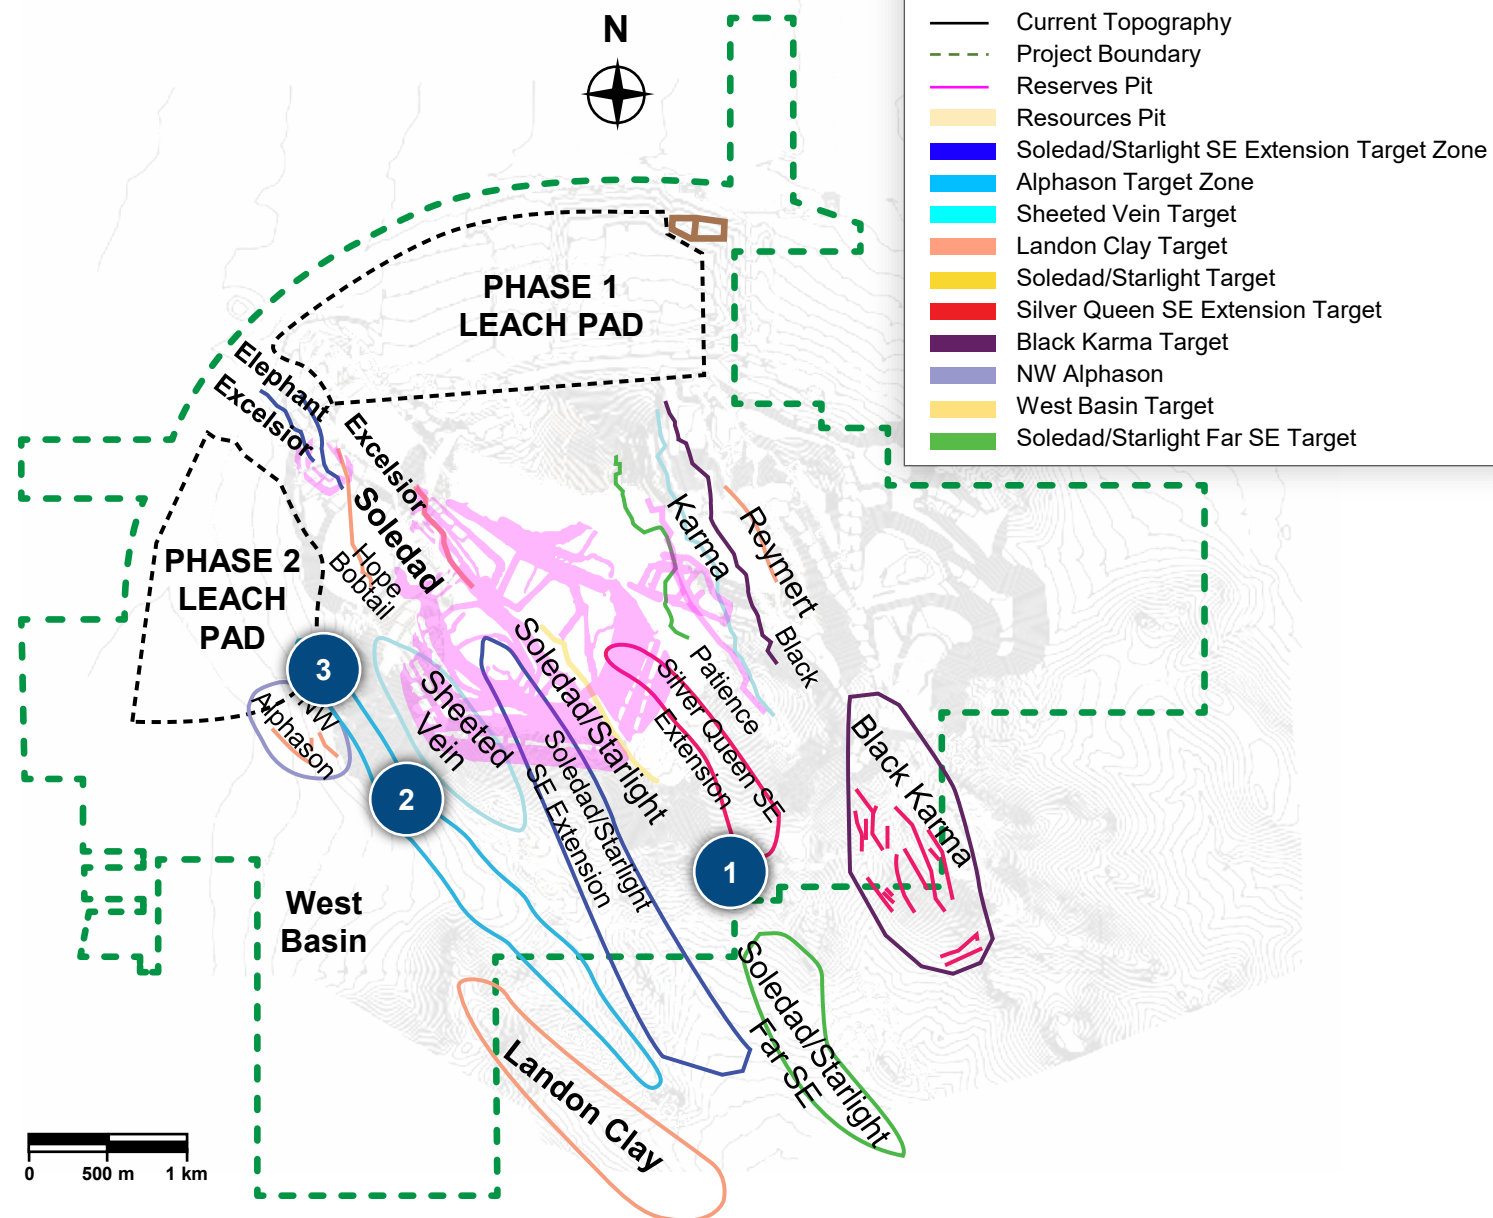 N
Current Topography
Project Boundary
Reserves Pit
Resources Pit
Soledad/Starlight SE Extension Target Zone
Alphason Target Zone
Sheeted Vein Target
Landon Clay Target
Soledad/Starlight Target
Silver Queen SE Extension Target
Black Karma Target
NW Alphason
West Basin Target
Soledad/Starlight Far SE Target
PHASE 1
LEACH PAD
Elephant
Excelsior
Excelsior
Soledad
Hope
Bobtail
PHASE 2
LEACH
PAD
Karma
Reymert
Black
Patience
3
NW
Alphason
2
Sheeted
Vein
Soledad/Starlight
Soledad/Starlight
SE Extension
Silver Queen SE
Extension
1
Black Karma
West
Basin
Soledad/Starlight
Far SE
Landon Clay
0
500 m
1 km